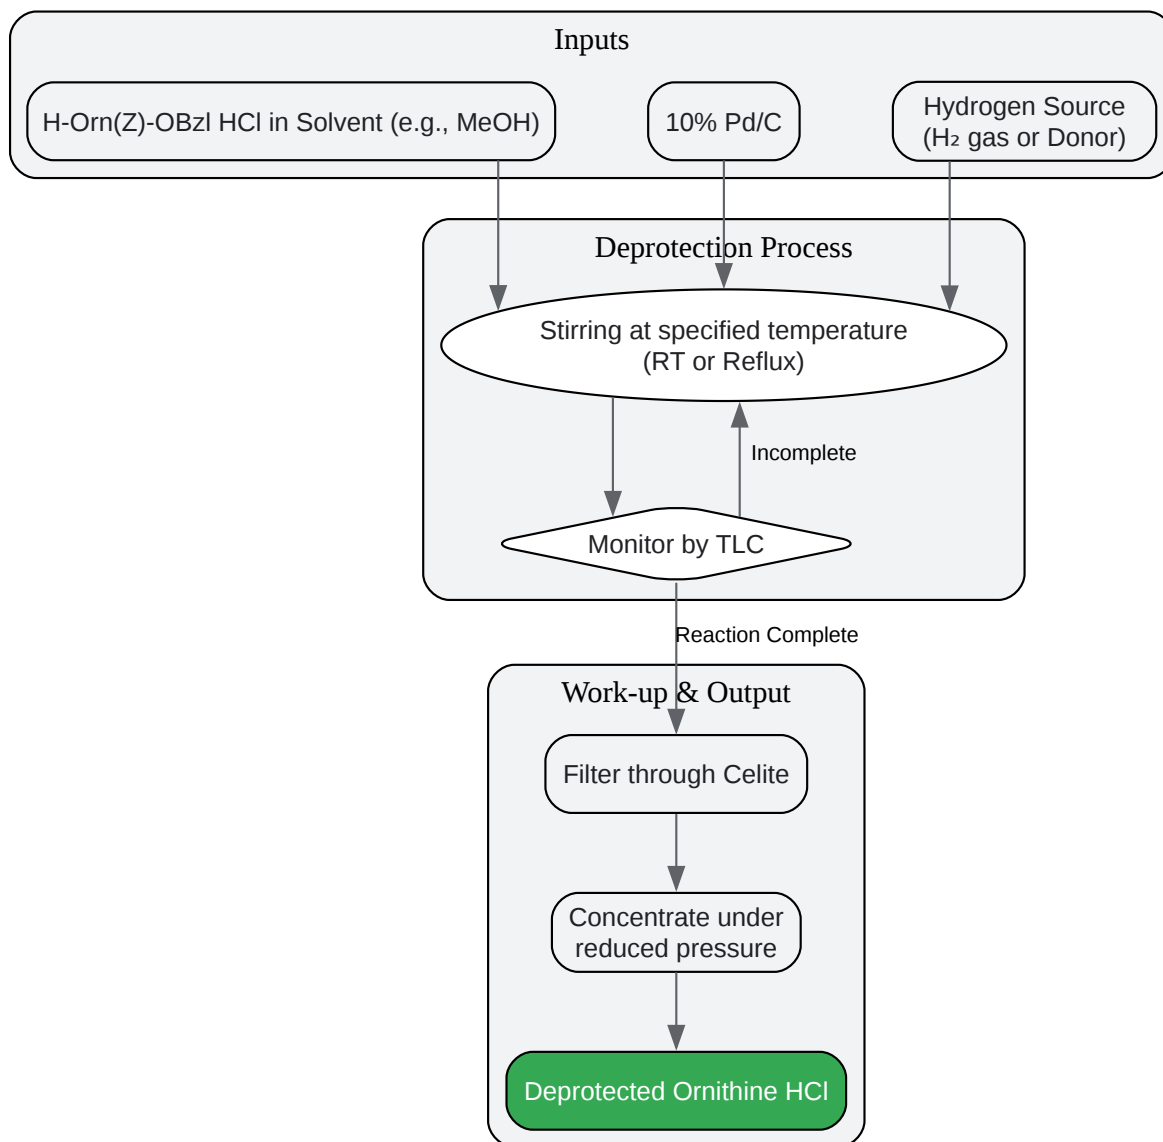 Inputs
H-Orn(Z)-OBzl HCl in Solvent (e.g., MeOH)
10% Pd/C
Hydrogen Source
(H₂ gas or Donor)
Deprotection Process
Stirring at specified temperature
(RT or Reflux)
Incomplete
Monitor by TLC
Reaction Complete
Work-up & Output
Filter through Celite
Concentrate under
reduced pressure
Deprotected Ornithine HCl